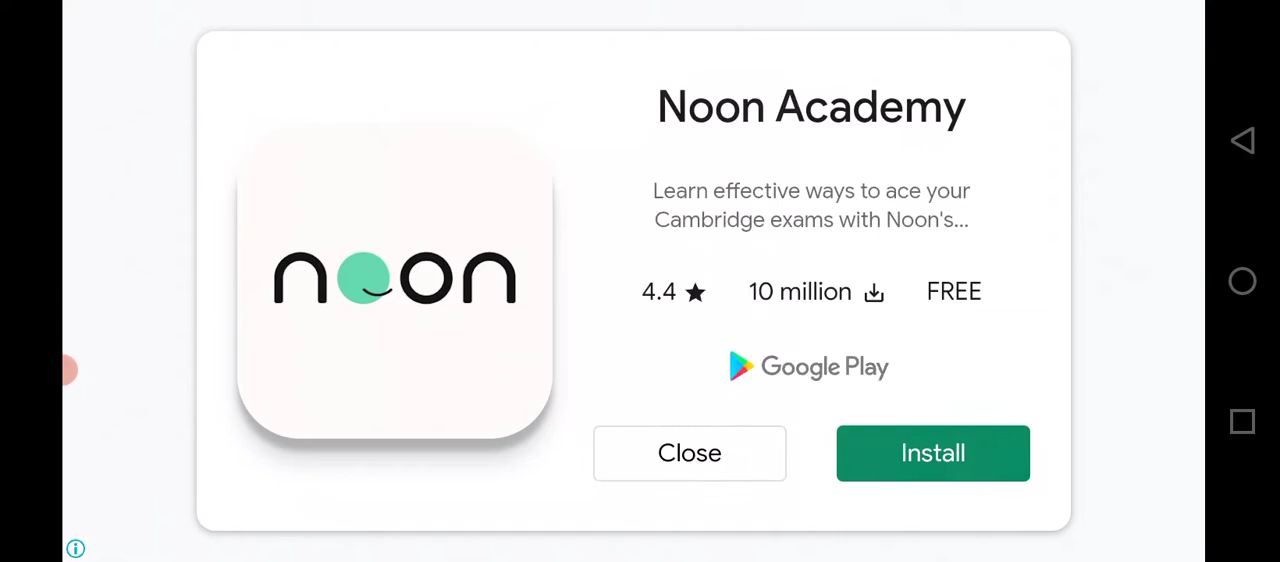 Noon Academy
Learn effective ways to ace your
Cambridge exams with Noon's...
noon
4.4 ★ 10 million FREE
Google Play
Close Install